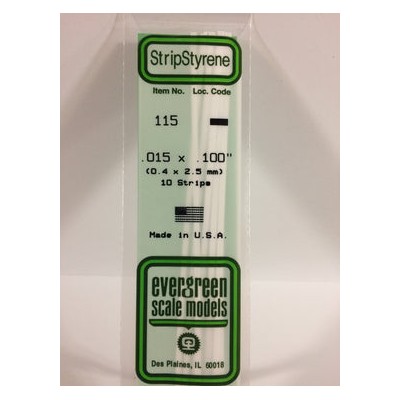 StripStyrene
Item No. Loc. Code
115
.015 x .100"
(0.4 x 2.5 mm)
10 Strips
Made in U.S.A.
evergreen
scale models
Des Plaines, IL 60018